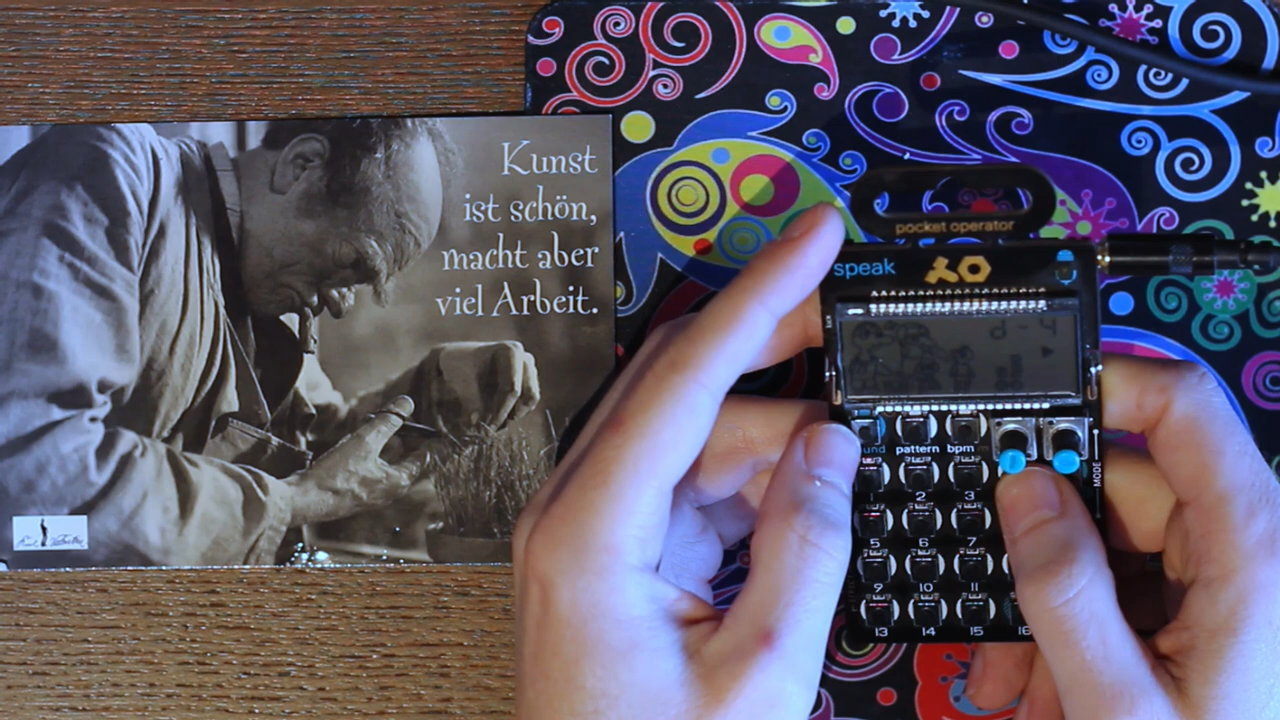 Kunst
ist schön,
macht aber
viel Arbeit.
pocket operator
speak
und pattern bpm
MODE
2 3
5 6 7
9 10 11
13 14 15 16